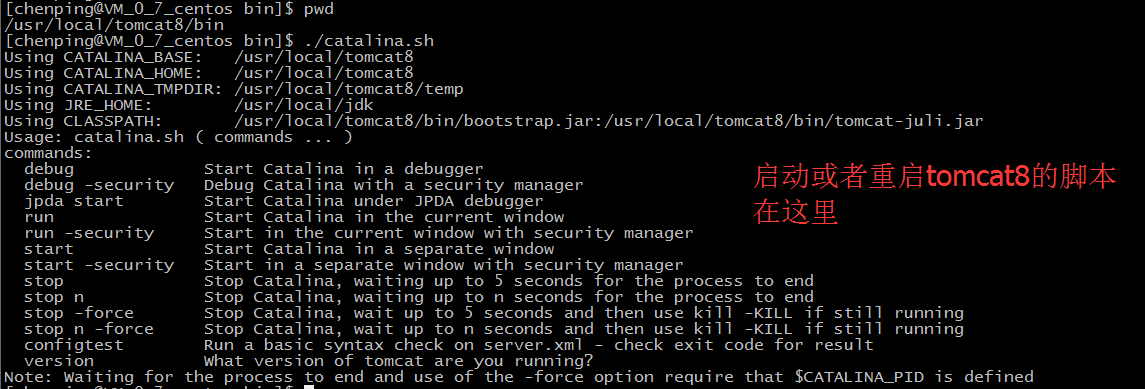 [chenping@VM_0_7_centos bin]$ pwd
/usr/local/tomcat8/bin
[chenping@VM_0_7_centos bin]$ ./catalina.sh
Using CATALINA_BASE:   /usr/local/tomcat8
Using CATALINA_HOME:   /usr/local/tomcat8
Using CATALINA_TMPDIR: /usr/local/tomcat8/temp
Using JRE_HOME:        /usr/local/jdk
Using CLASSPATH:       /usr/local/tomcat8/bin/bootstrap.jar:/usr/local/tomcat8/bin/tomcat-juli.jar
Usage: catalina.sh ( commands ... )
commands:
  debug             Start Catalina in a debugger
  debug -security   Debug Catalina with a security manager
  jpda start        Start Catalina under JPDA debugger
  run               Start Catalina in the current window
  run -security     Start in the current window with security manager
  start             Start Catalina in a separate window
  start -security   Start in a separate window with security manager
  stop              Stop Catalina, waiting up to 5 seconds for the process to end
  stop n            Stop Catalina, waiting up to n seconds for the process to end
  stop -force       Stop Catalina, wait up to 5 seconds and then use kill -KILL if still running
  stop n -force     Stop Catalina, wait up to n seconds and then use kill -KILL if still running
  configtest        Run a basic syntax check on server.xml - check exit code for result
  version           What version of tomcat are you running?
Note: Waiting for the process to end and use of the -force option require that $CATALINA_PID is defined
[chenping@VM_0_7_centos bin]$
启动或者重启tomcat8的脚本
在这里